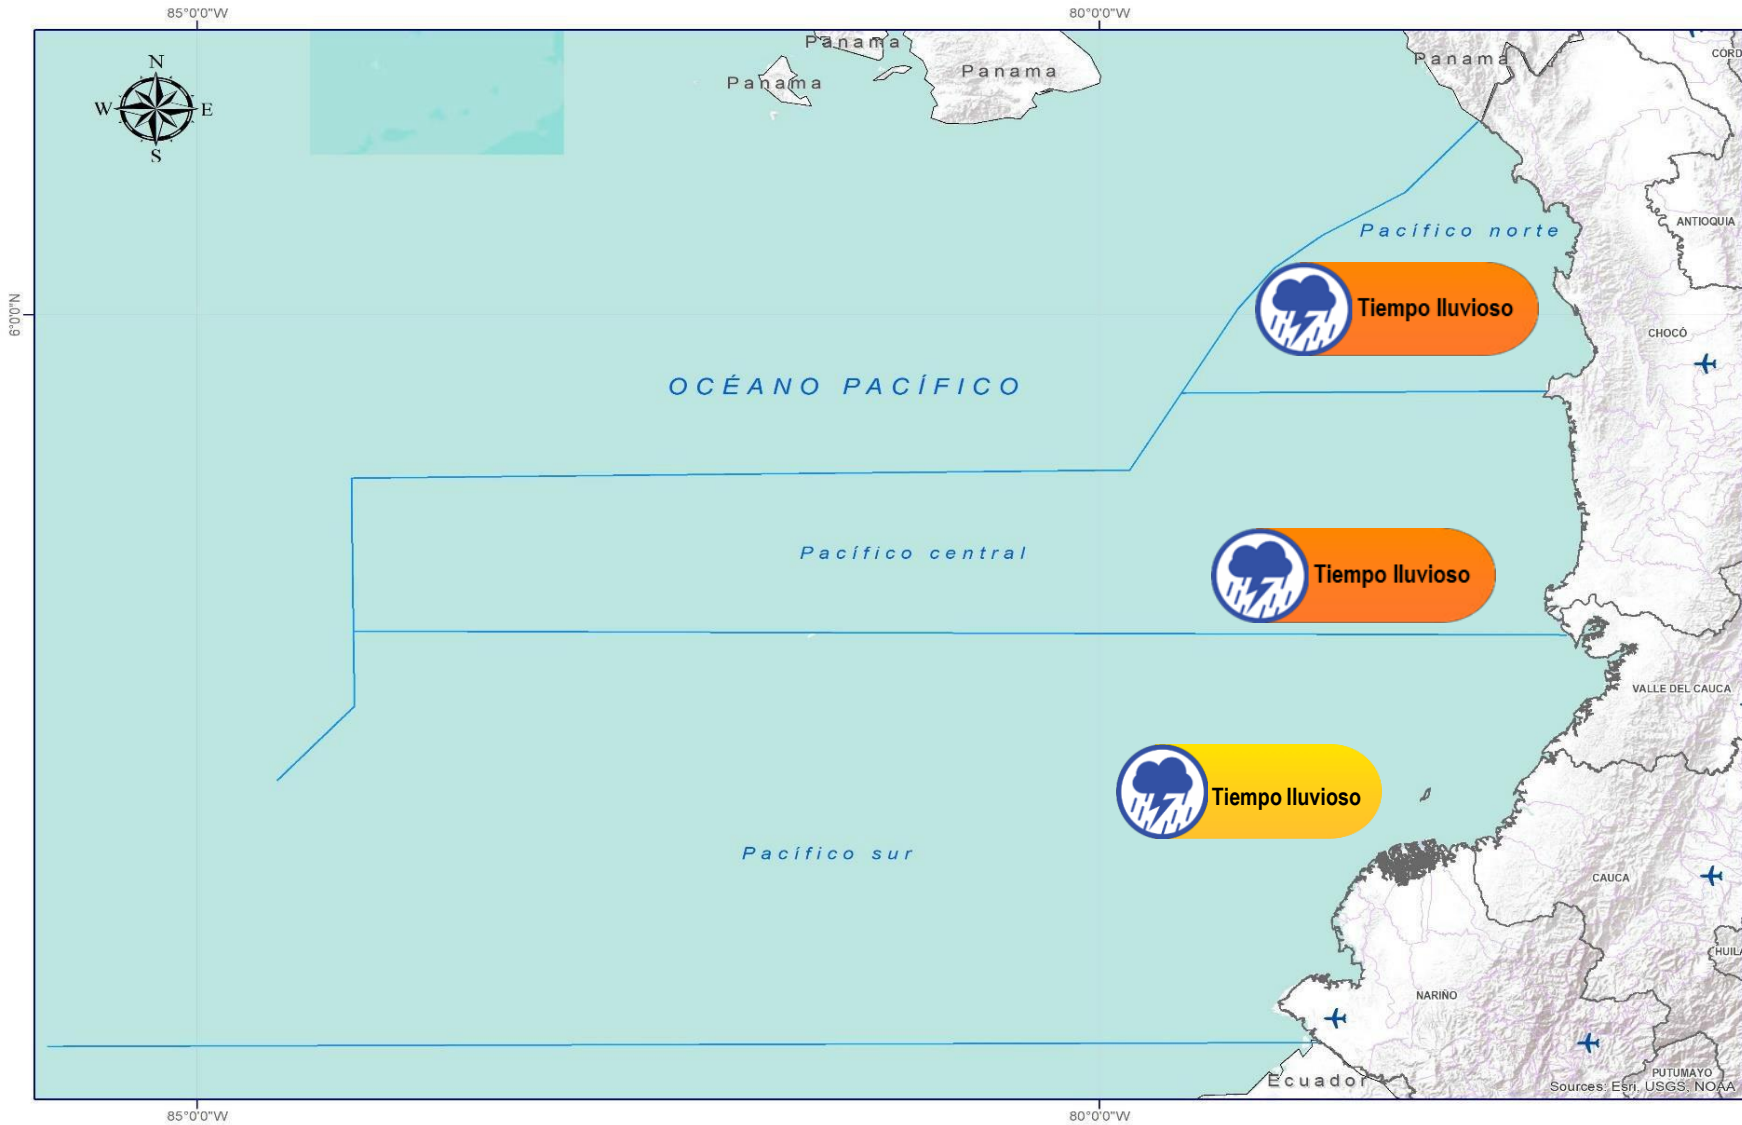 85°0'0"W
80°0'0"W
Panama
Panama
Panama
Panama
CÓRD
N
W
E
S
ANTIOQUIA
Pacífico norte
6°0'0"N
Tiempo lluvioso
CHOCÓ
OCÉANO PACÍFICO
Pacífico central
Tiempo lluvioso
VALLE DEL CAUCA
Tiempo lluvioso
Pacífico sur
CAUCA
HUILA
NARIÑO
PUTUMAYO
Ecuador
Sources: Esri, USGS, NOAA
85°0'0"W
80°0'0"W